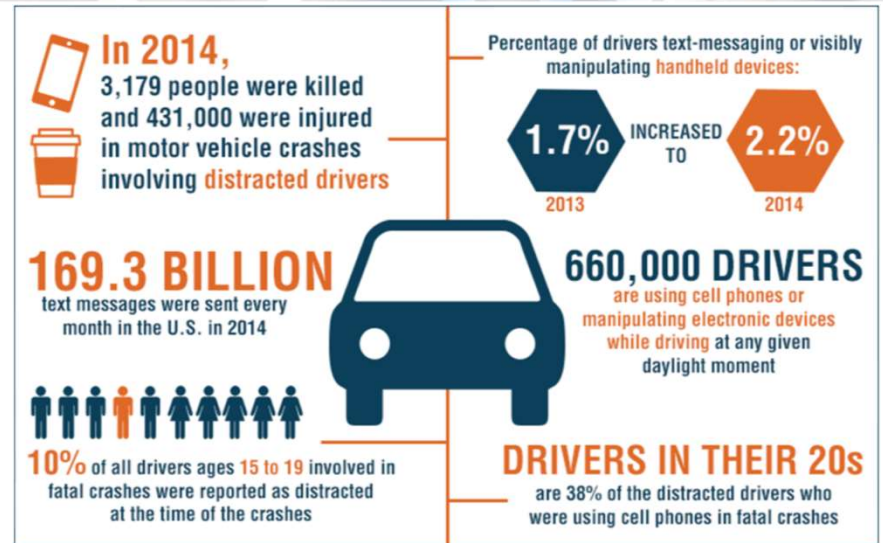 In 2014,
3,179 people were killed
and 431,000 were injured
in motor vehicle crashes
involving distracted drivers
Percentage of drivers text-messaging or visibly
manipulating handheld devices:
1.7%
INCREASED
TO
2.2%
2013
2014
169.3 BILLION
text messages were sent every
month in the U.S. in 2014
660,000 DRIVERS
are using cell phones or
manipulating electronic devices
while driving at any given
daylight moment
10% of all drivers ages 15 to 19 involved in
fatal crashes were reported as distracted
at the time of the crashes
DRIVERS IN THEIR 20s
are 38% of the distracted drivers who
were using cell phones in fatal crashes